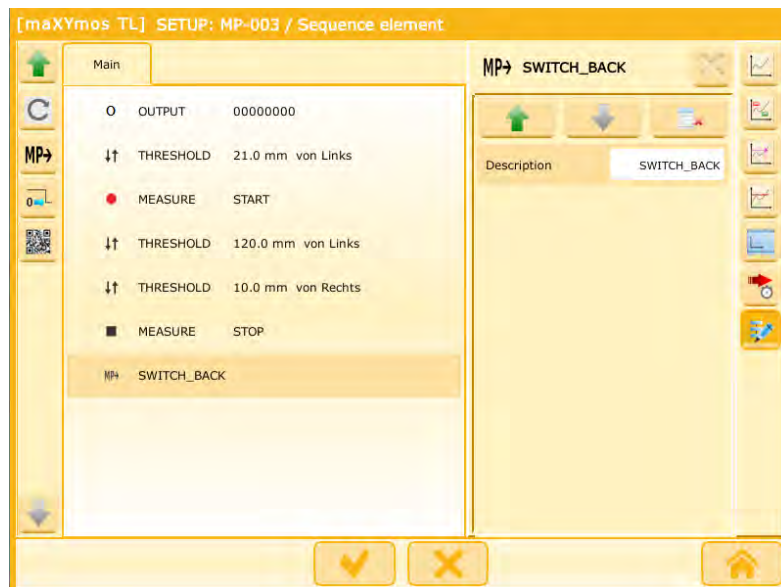 [maXYmos TL] SETUP: MP-003 / Sequence element
Main
MP→ SWITCH_BACK
O OUTPUT 00000000
↓↑ THRESHOLD 21.0 mm von Links
MEASURE START
↓↑ THRESHOLD 120.0 mm von Links
↓↑ THRESHOLD 10.0 mm von Rechts
MEASURE STOP
MP→ SWITCH_BACK
Description SWITCH_BACK
C
MP→
0